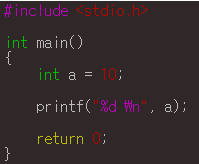 #include <stdio.h>
int main()
{
    int a = 10;
    printf("%d ₩n", a);
    return 0;
}